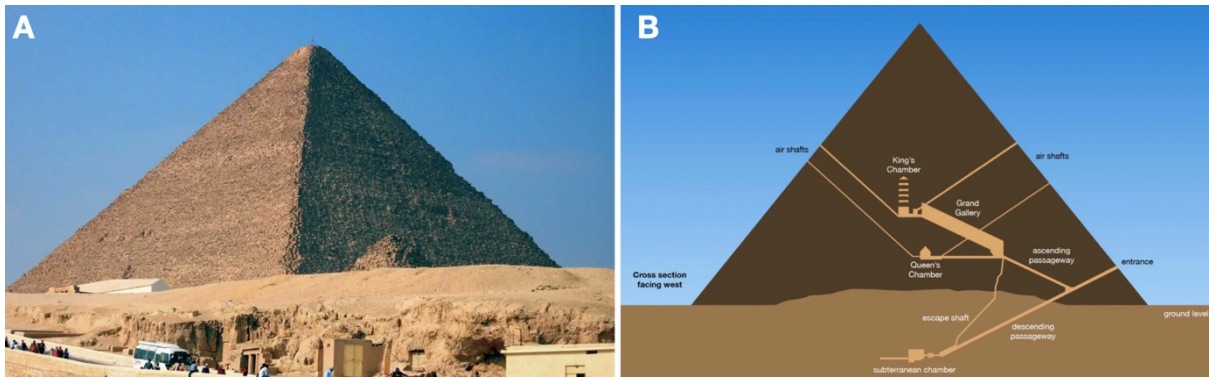 A
B
air shafts
King's
Chamber
air shafts
Grand
Gallery
ascending
passageway
entrance
Queen's
Chamber
Cross section
facing west
ground level
escape shaft
descending
passageway
subterranean chamber